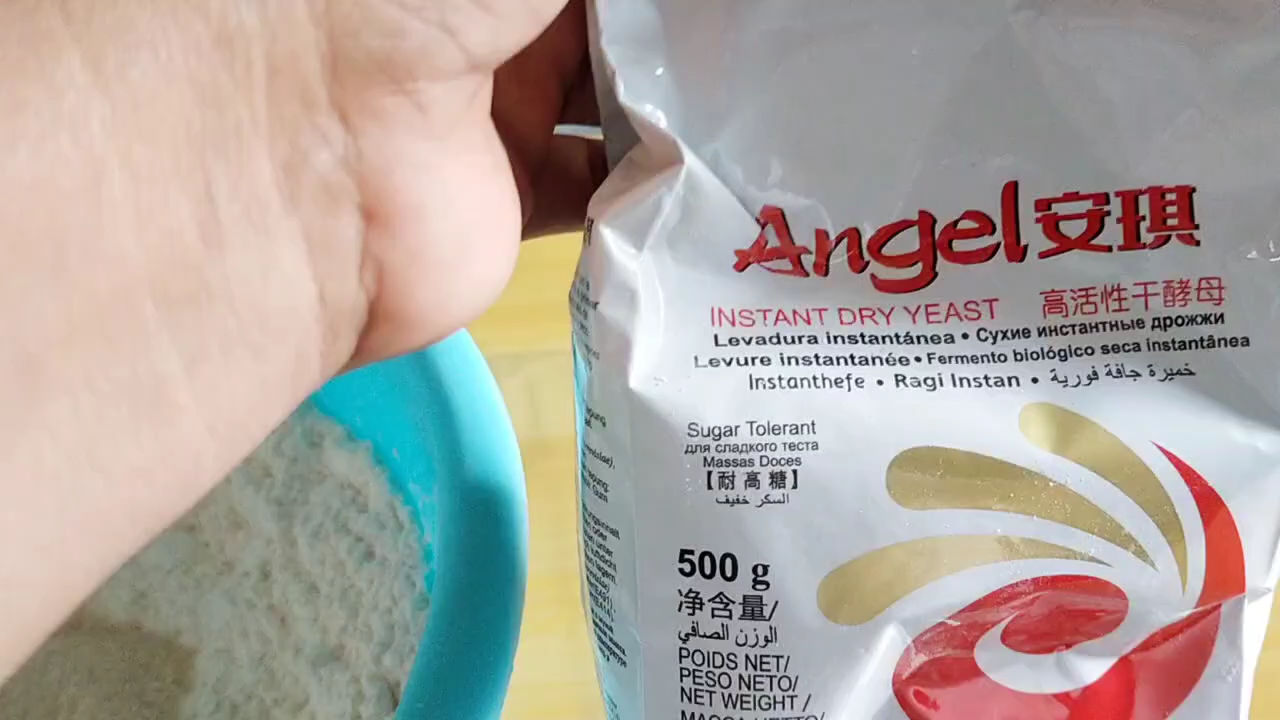 Angel安琪
INSTANT DRY YEAST 高活性干酵母
Levadura instantánea • Сухие инстантные дрожжи
Levure instantanée • Fermento biológico seca instantânea
Instanthefe • Ragi Instan • خميرة جافة فورية
Sugar Tolerant
для сладкого теста
Massas Doces
【耐高糖】
السكر خفيف
500 g
净含量/
الوزن الصافي
POIDS NET/
PESO NETO/
NET WEIGHT /